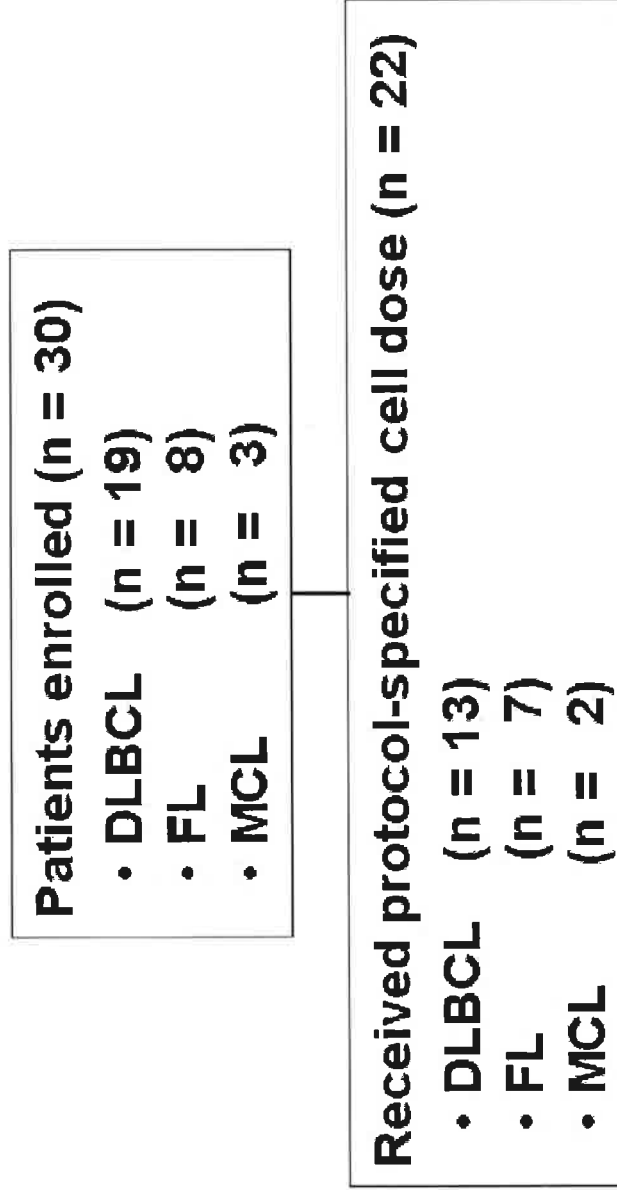 Patients enrolled (n = 30)
• DLBCL (n = 19)
• FL (n = 8)
• MCL (n = 3)
Received protocol-specified cell dose (n = 22)
• DLBCL (n = 13)
• FL (n = 7)
• MCL (n = 2)